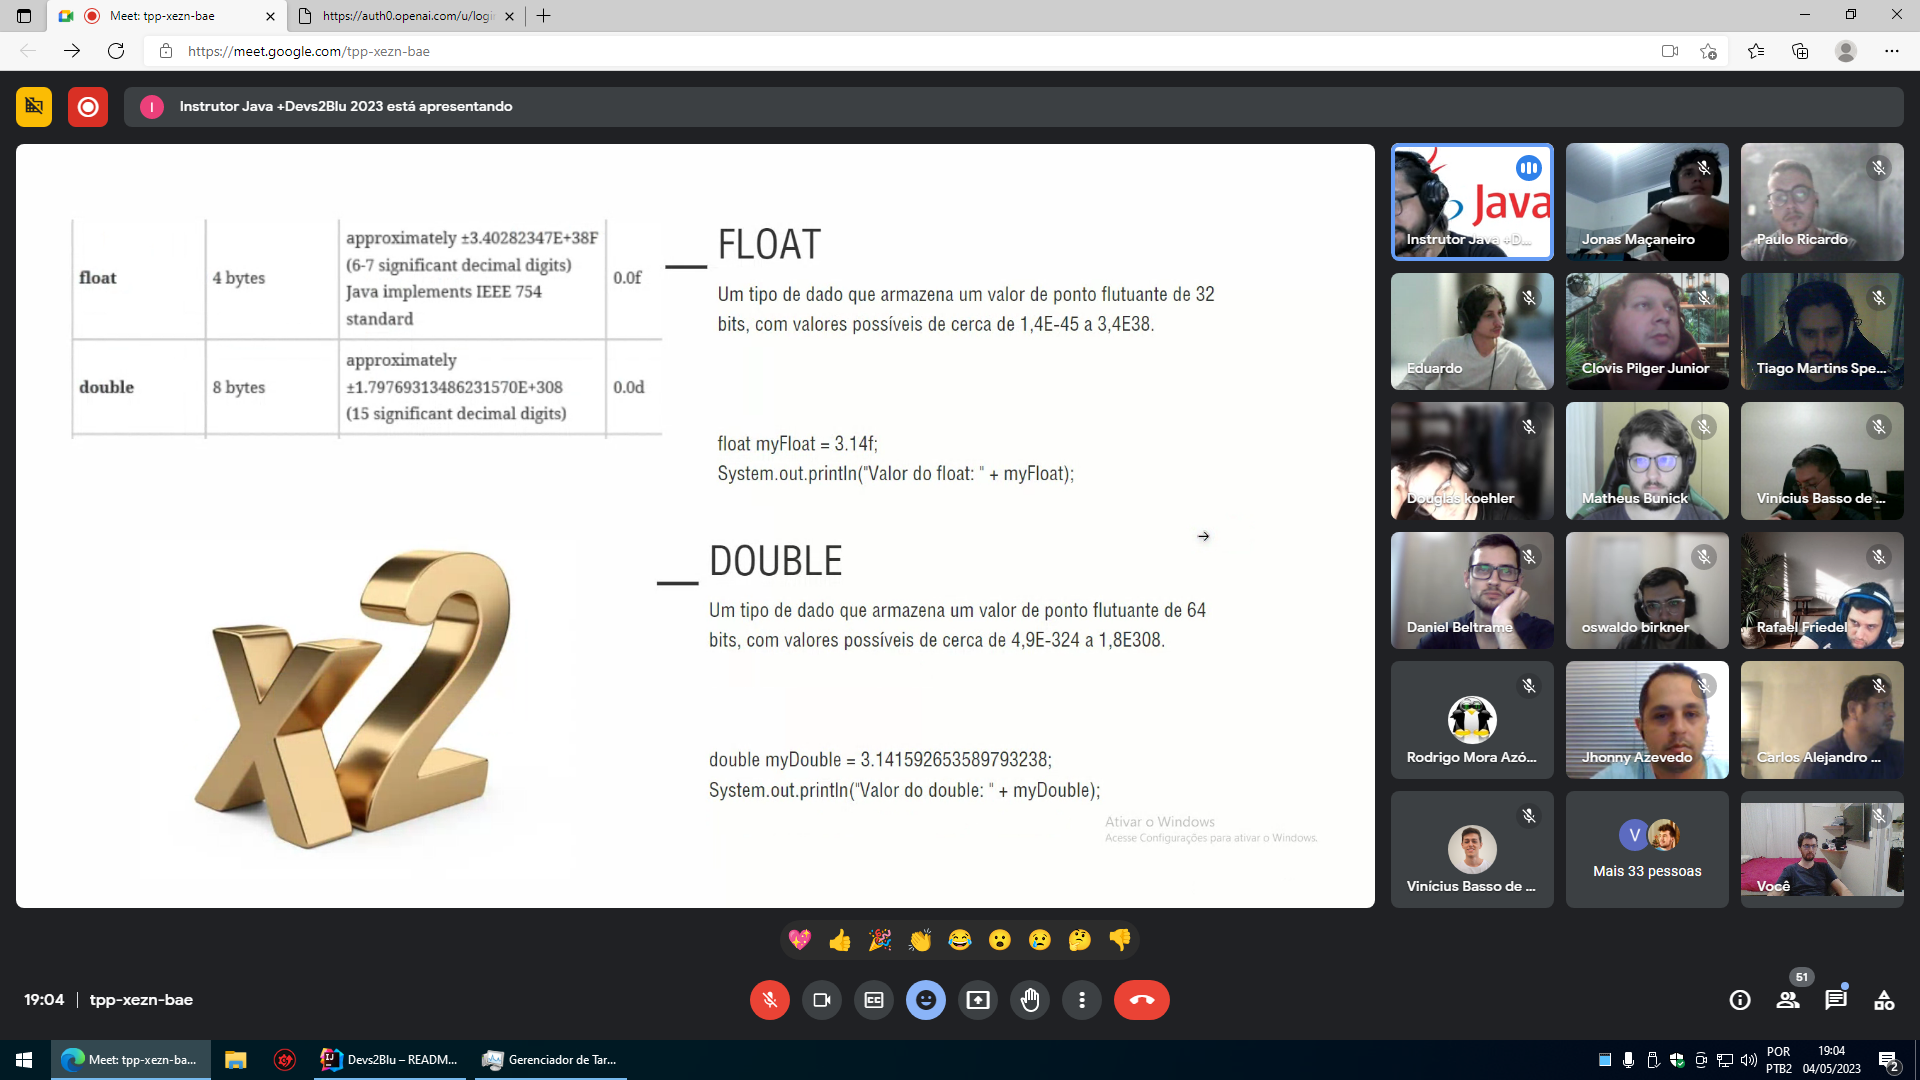 Meet: tpp-xezn-bae
https://auth0.openai.com/u/logi
https://meet.google.com/tpp-xezn-bae
I
Instrutor Java +Devs2Blu 2023 está apresentando
float
4 bytes
approximately ±3.40282347E+38F
(6-7 significant decimal digits)
Java implements IEEE 754
standard
0.0f
double
8 bytes
approximately
±1.79769313486231570E+308
(15 significant decimal digits)
0.0d
FLOAT
Um tipo de dado que armazena um valor de ponto flutuante de 32
bits, com valores possíveis de cerca de 1,4E-45 a 3,4E38.
float myFloat = 3.14f;
System.out.println("Valor do float: " + myFloat);
x2
DOUBLE
Um tipo de dado que armazena um valor de ponto flutuante de 64
bits, com valores possíveis de cerca de 4,9E-324 a 1,8E308.
double myDouble = 3.141592653589793238;
System.out.println("Valor do double: " + myDouble);
Ativar o Windows
Acesse Configurações para ativar o Windows.
Java
Instrutor Java +D...
Jonas Maçaneiro
Paulo Ricardo
Eduardo
Clovis Pilger Junior
Tiago Martins Spe...
Douglas koehler
Matheus Bunick
Vinícius Basso de ...
Daniel Beltrame
oswaldo birkner
Rafael Friedel
Rodrigo Mora Azó...
Jhonny Azevedo
Carlos Alejandro ...
Vinícius Basso de ...
V
Mais 33 pessoas
Você
19:04 | tpp-xezn-bae
51
Meet: tpp-xezn-ba...
Devs2Blu – READM...
Gerenciador de Tar...
POR
PTB2
19:04
04/05/2023
2